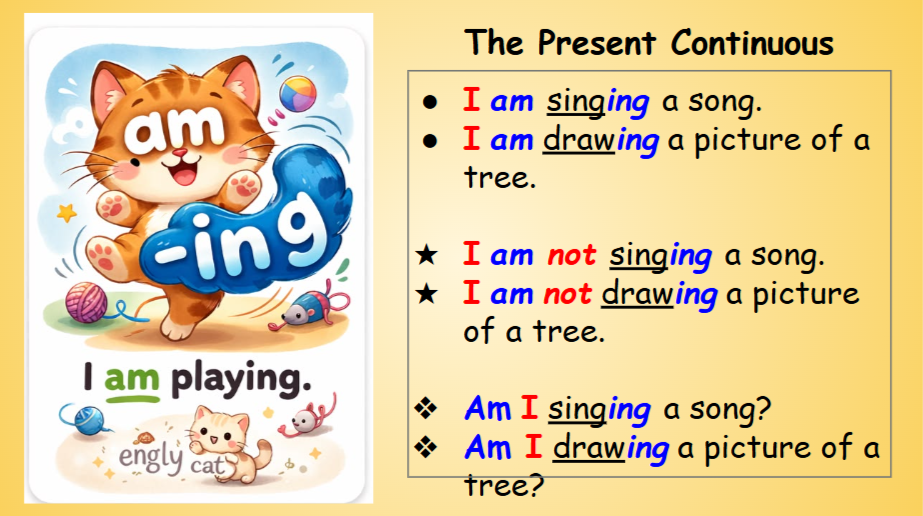 am
-ing
I am playing.
engly cat
The Present Continuous
● I am singing a song.
● I am drawing a picture of a
tree.
★ I am not singing a song.
★ I am not drawing a picture
of a tree.
❖ Am I singing a song?
❖ Am I drawing a picture of a
tree?